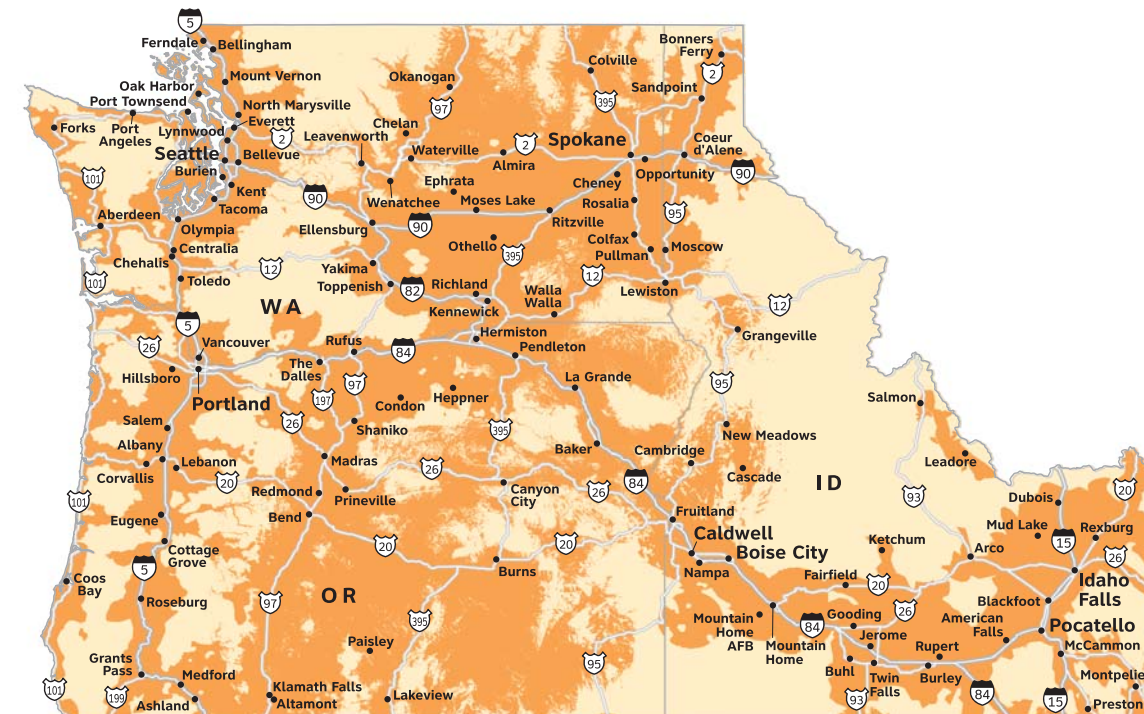 5
Ferndale
Bellingham
Bonners
Ferry
Colville
2
Mount Vernon
Okanogan
Sandpoint
Oak Harbor
Port Townsend
395
97
North Marysville
Everett
Forks
Port
Angeles
Lynnwood
2
Chelan
Leavenworth
Seattle
Bellevue
Waterville
2
Almira
Spokane
Coeur
d'Alene
Burien
101
Kent
90
Ephrata
Cheney
Opportunity
90
Wenatchee
Moses Lake
Rosalia
Tacoma
Aberdeen
Olympia
Ellensburg
90
Ritzville
95
Centralia
Othello
395
Colfax
Pullman
Moscow
Chehalis
12
Yakima
Toppenish
101
Toledo
82
Richland
Walla
Walla
12
Lewiston
WA
Kennewick
12
5
Hermiston
Grangeville
Vancouver
26
Rufus
84
Pendleton
Hillsboro
The
Dalles
97
La Grande
95
Portland
197
Condon
Heppner
Salmon
Salem
26
Shaniko
395
New Meadows
Albany
Baker
Cambridge
Lebanon
Madras
26
Cascade
Leadore
Corvallis
20
84
ID
Redmond
Prineville
26
Canyon
City
93
20
101
Dubois
Eugene
Bend
Fruitland
Mud Lake
Rexburg
Cottage
Grove
20
20
Caldwell
Ketchum
15
Arco
26
Boise City
5
Burns
Nampa
Coos
Bay
Fairfield
20
Idaho
Falls
OR
Roseburg
97
Blackfoot
395
Mountain
Home
AFB
84
Gooding
26
American
Falls
Pocatello
Mountain
Home
Jerome
Paisley
Rupert
McCammon
Grants
Pass
95
Buhl
Twin
Falls
Burley
Medford
Montpelie
101
199
Klamath Falls
Altamont
Lakeview
93
84
15
Ashland
Preston